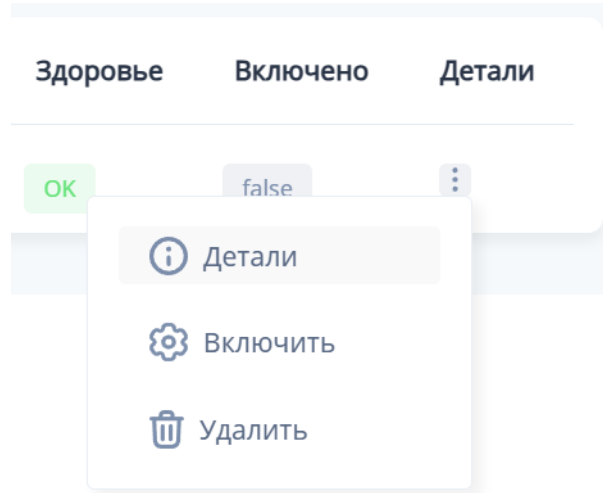 Здоровье Включено Детали
OK false
Детали
Включить
Удалить